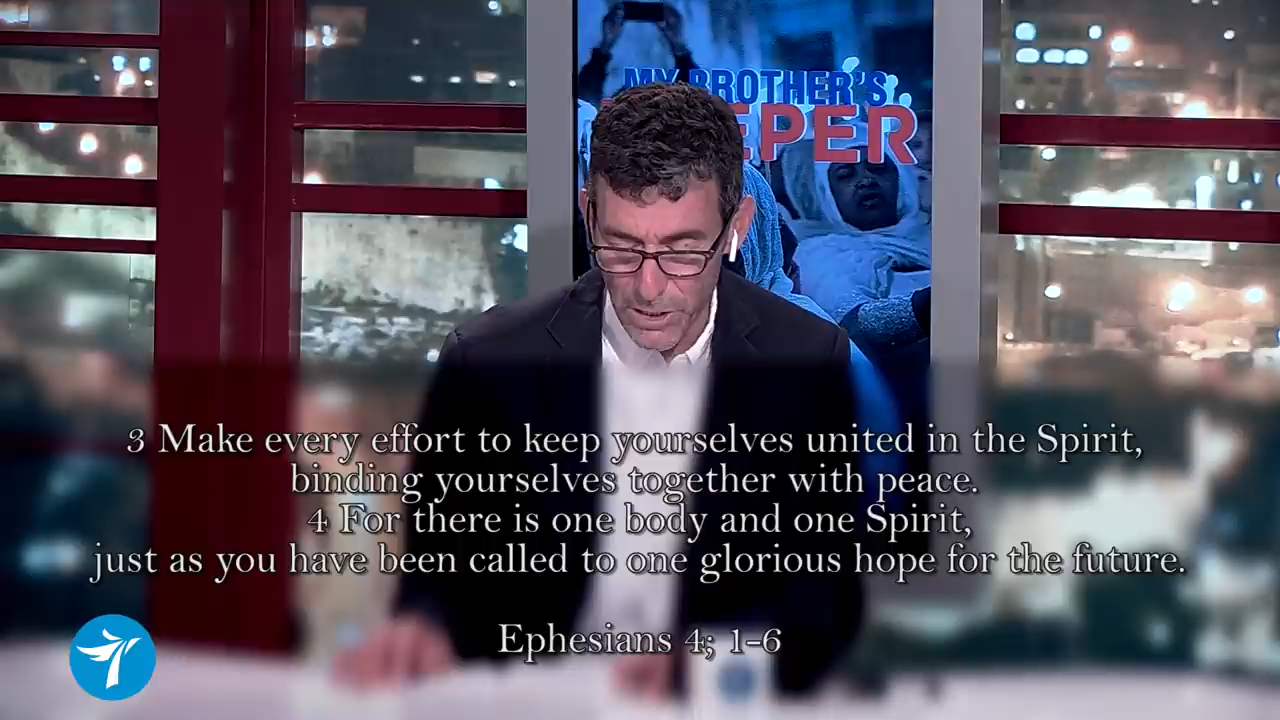 MY BROTHER'S
EPER
3 Make every effort to keep yourselves united in the Spirit,
binding yourselves together with peace.
4 For there is one body and one Spirit,
just as you have been called to one glorious hope for the future.
Ephesians 4; 1-6